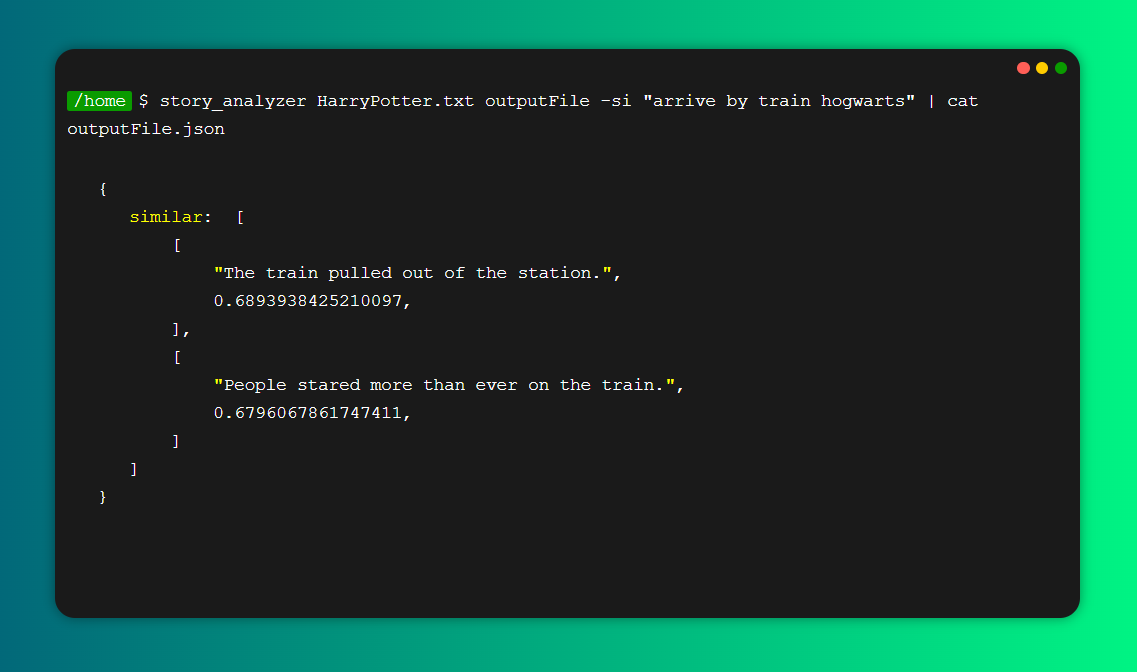 /home $ story_analyzer HarryPotter.txt outputFile -si "arrive by train hogwarts" | cat
outputFile.json
{
similar: [
[
"The train pulled out of the station.",
0.6893938425210097,
],
[
"People stared more than ever on the train.",
0.6796067861747411,
]
]
}